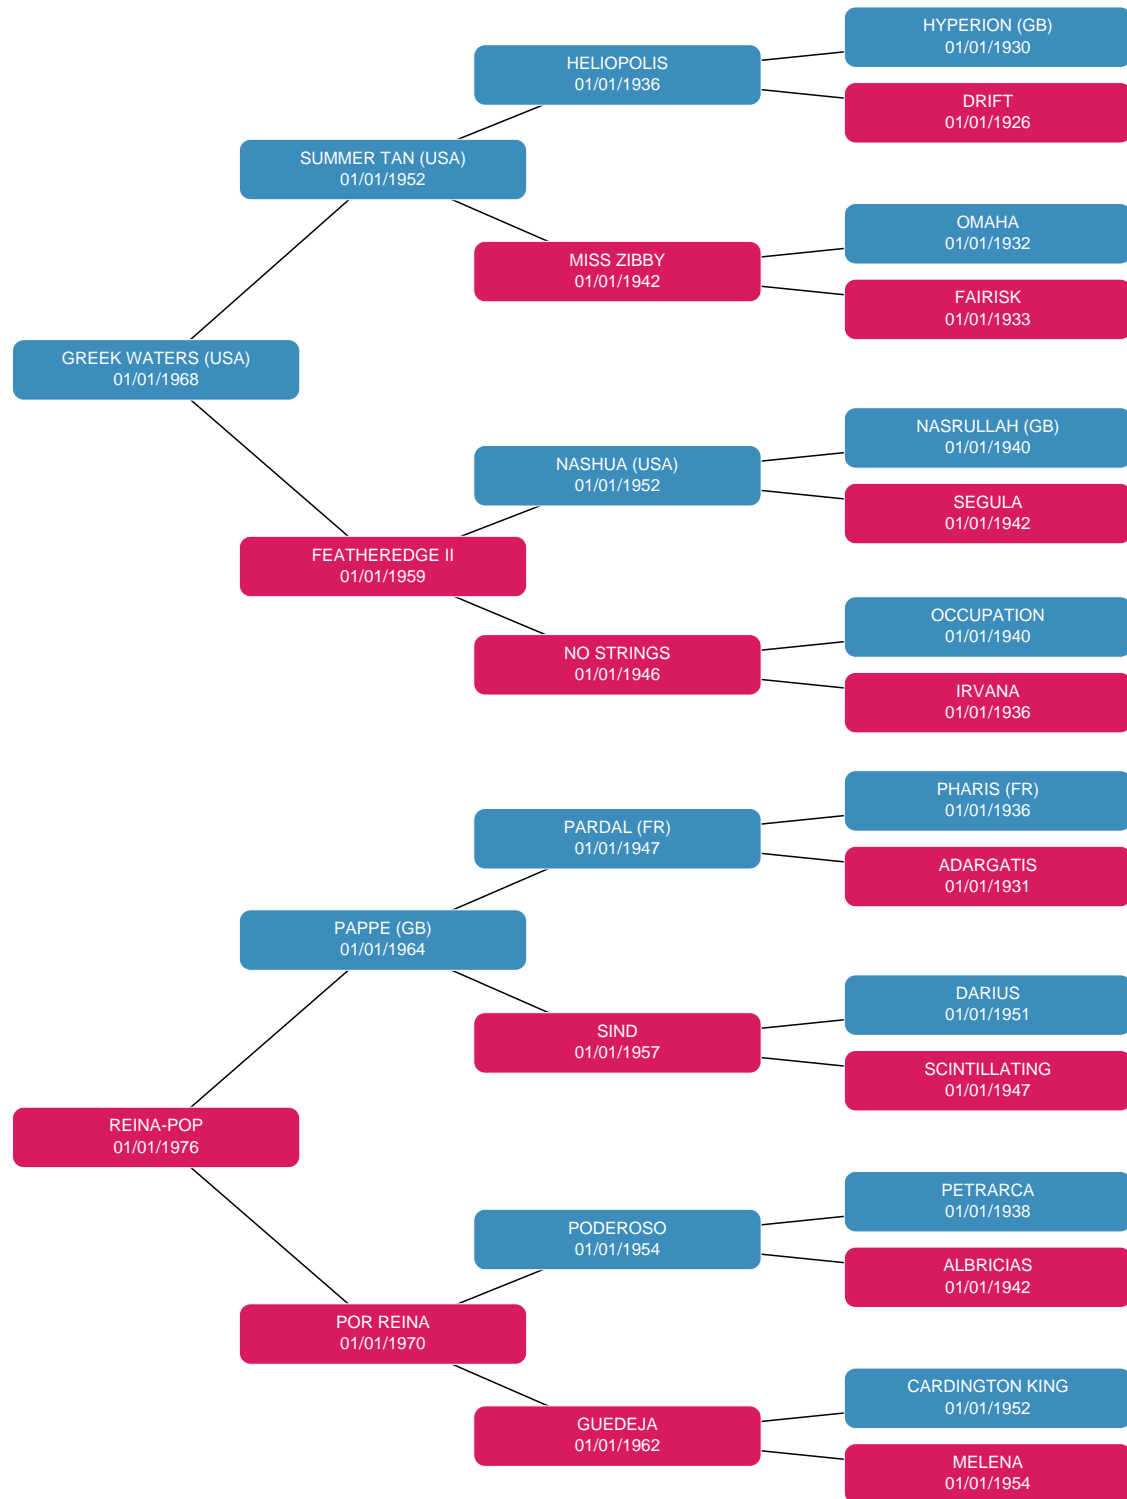 HYPERION (GB)
01/01/1930
HELIOPOLIS
01/01/1936
DRIFT
01/01/1926
SUMMER TAN (USA)
01/01/1952
OMAHA
01/01/1932
MISS ZIBBY
01/01/1942
FAIRISK
01/01/1933
GREEK WATERS (USA)
01/01/1968
NASRULLAH (GB)
01/01/1940
NASHUA (USA)
01/01/1952
SEGULA
01/01/1942
FEATHEREDGE II
01/01/1959
OCCUPATION
01/01/1940
NO STRINGS
01/01/1946
IRVANA
01/01/1936
PHARIS (FR)
01/01/1936
PARDAL (FR)
01/01/1947
ADARGATIS
01/01/1931
PAPPE (GB)
01/01/1964
DARIUS
01/01/1951
SIND
01/01/1957
SCINTILLATING
01/01/1947
REINA-POP
01/01/1976
PETRARCA
01/01/1938
PODEROSO
01/01/1954
ALBRICIAS
01/01/1942
POR REINA
01/01/1970
CARDINGTON KING
01/01/1952
GUEDEJA
01/01/1962
MELENA
01/01/1954